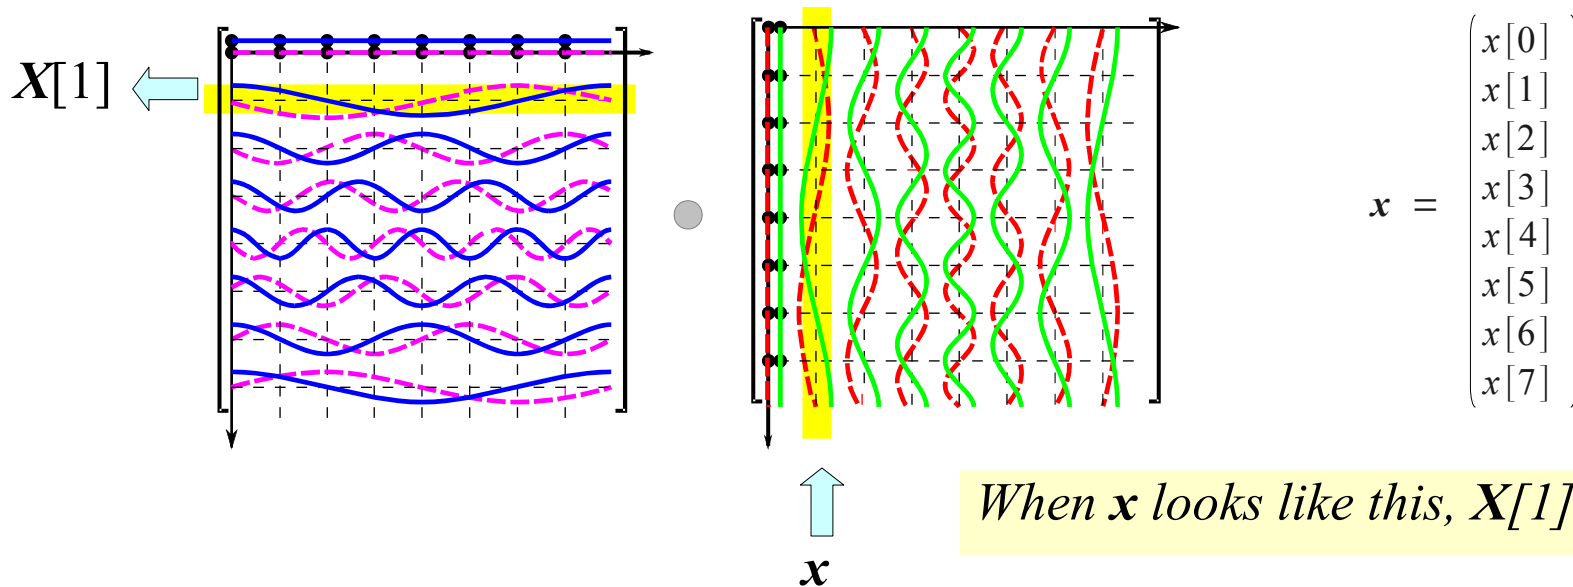 X[1]
x =
x[0]
x[1]
x[2]
x[3]
x[4]
x[5]
x[6]
x[7]
When x looks like this, X[1]
x